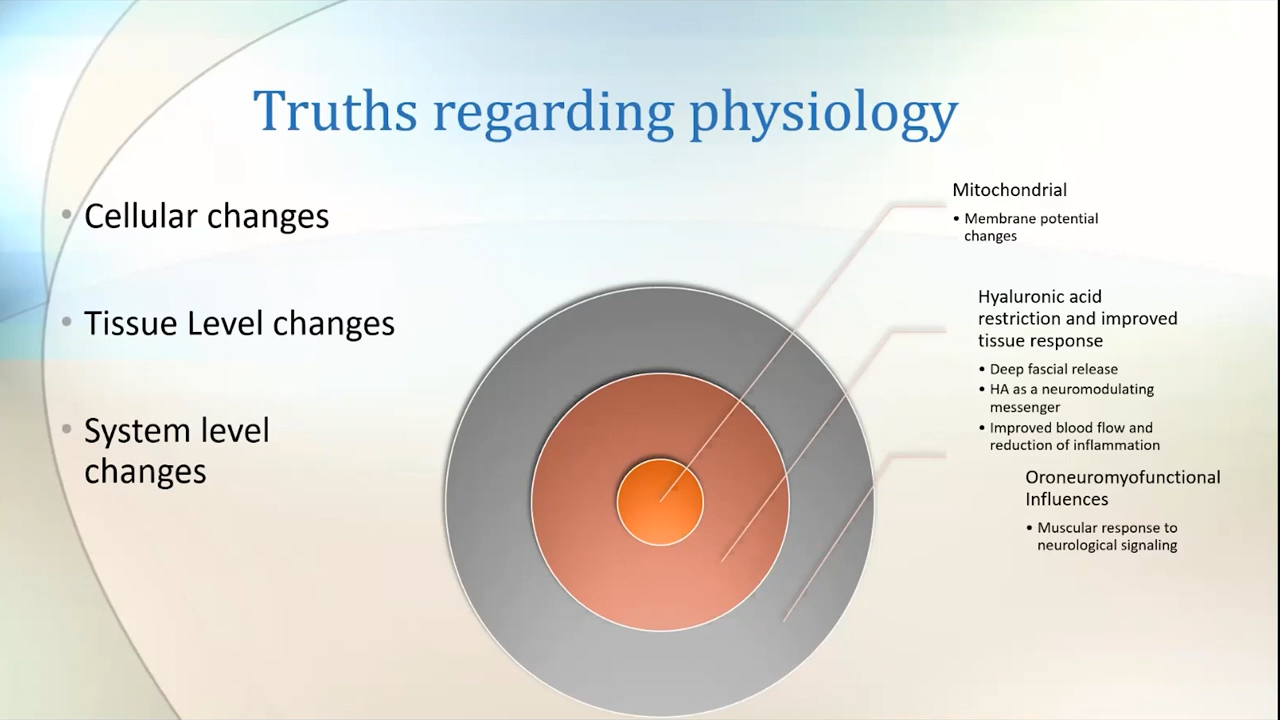 Truths regarding physiology
• Cellular changes
• Tissue Level changes
• System level
changes
Mitochondrial
• Membrane potential
changes
Hyaluronic acid
restriction and improved
tissue response
• Deep fascial release
• HA as a neuromodulating
messenger
• Improved blood flow and
reduction of inflammation
Oroneuromyofunctional
Influences
• Muscular response to
neurological signaling